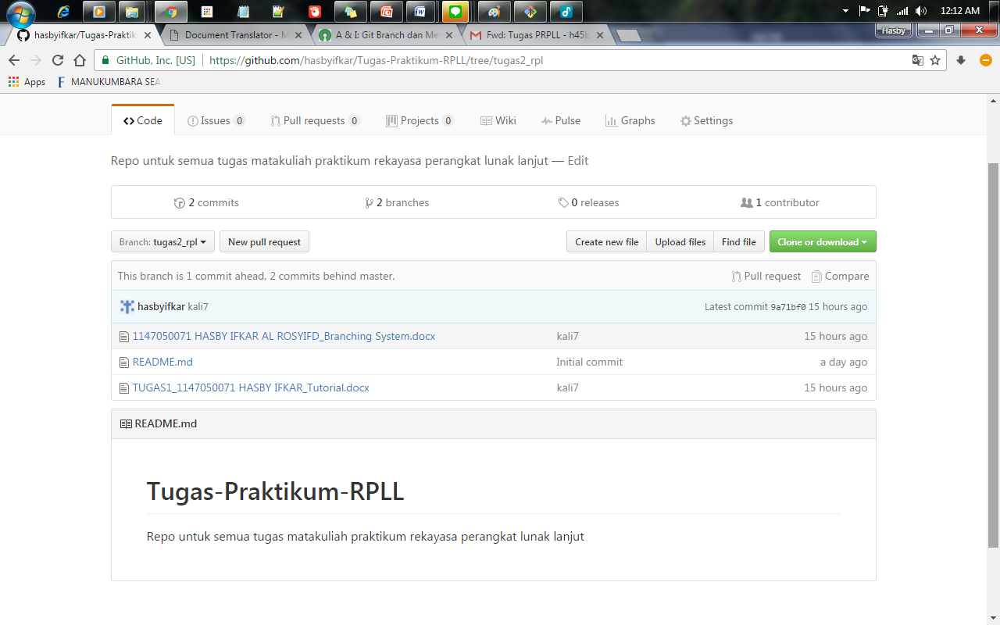 12:12 AM
hasbyifkar/Tugas-Praktik
Document Translator - M
A & I: Git Branch dan Me
Fwd: Tugas PRPLL - h45b
Hasby
GitHub, Inc. [US] https://github.com/hasbyifkar/Tugas-Praktikum-RPLL/tree/tugas2_rpl
Apps MANUKUMBARA SEA
Code Issues 0 Pull requests 0 Projects 0 Wiki Pulse Graphs Settings
Repo untuk semua tugas matakuliah praktikum rekayasa perangkat lunak lanjut — Edit
2 commits 2 branches 0 releases 1 contributor
Branch: tugas2_rpl New pull request Create new file Upload files Find file Clone or download
This branch is 1 commit ahead, 2 commits behind master. Pull request Compare
hasbyifkar kali7 Latest commit 9a71bf0 15 hours ago
1147050071 HASBY IFKAR AL ROSYIFD_Branching System.docx kali7 15 hours ago
README.md Initial commit a day ago
TUGAS1_1147050071 HASBY IFKAR_Tutorial.docx kali7 15 hours ago
README.md
Tugas-Praktikum-RPLL
Repo untuk semua tugas matakuliah praktikum rekayasa perangkat lunak lanjut